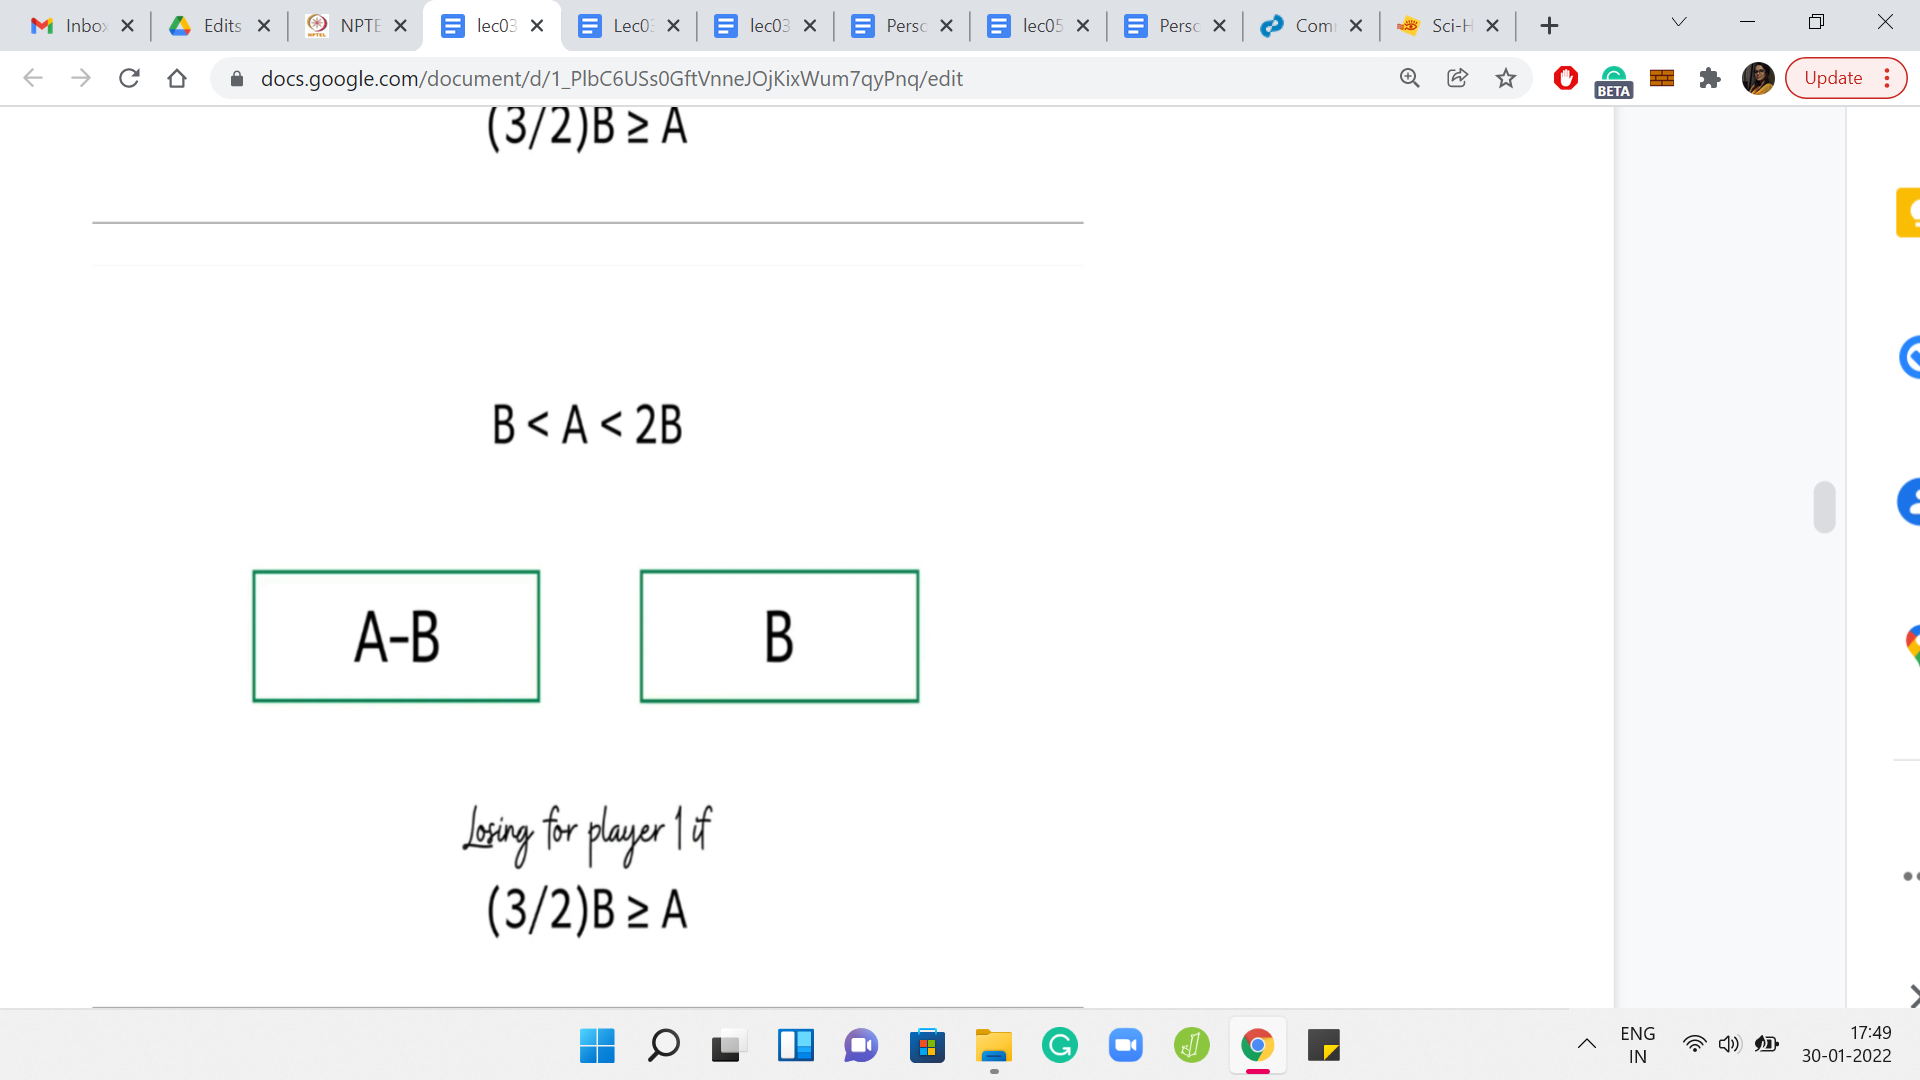 Inbox
Edits
NPTE
lec03
Lec03
lec03
Perso
lec05
Perso
Com
Sci-H
docs.google.com/document/d/1_PlbC6USs0GftVnneJOjKixWum7qyPnq/edit
BETA
Update
(3/2)B ≥ A
B < A < 2B
A-B
B
Losing for player 1 if
(3/2)B ≥ A
ENG
IN
17:49
30-01-2022